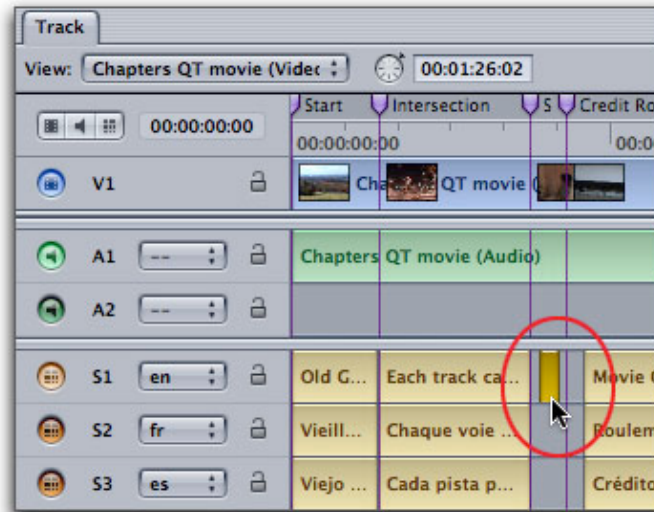 Track
View: Chapters QT movie (Videc 00:01:26:02
00:00:00:00
Start Intersection S Credit Ro
00:00:00:00 00:0
V1 Cha QT movie (
A1 -- Chapters QT movie (Audio)
A2 --
S1 en Old G... Each track ca... Movie
S2 fr Vieill... Chaque voie ... Roulem
S3 es Viejo ... Cada pista p... Crédito